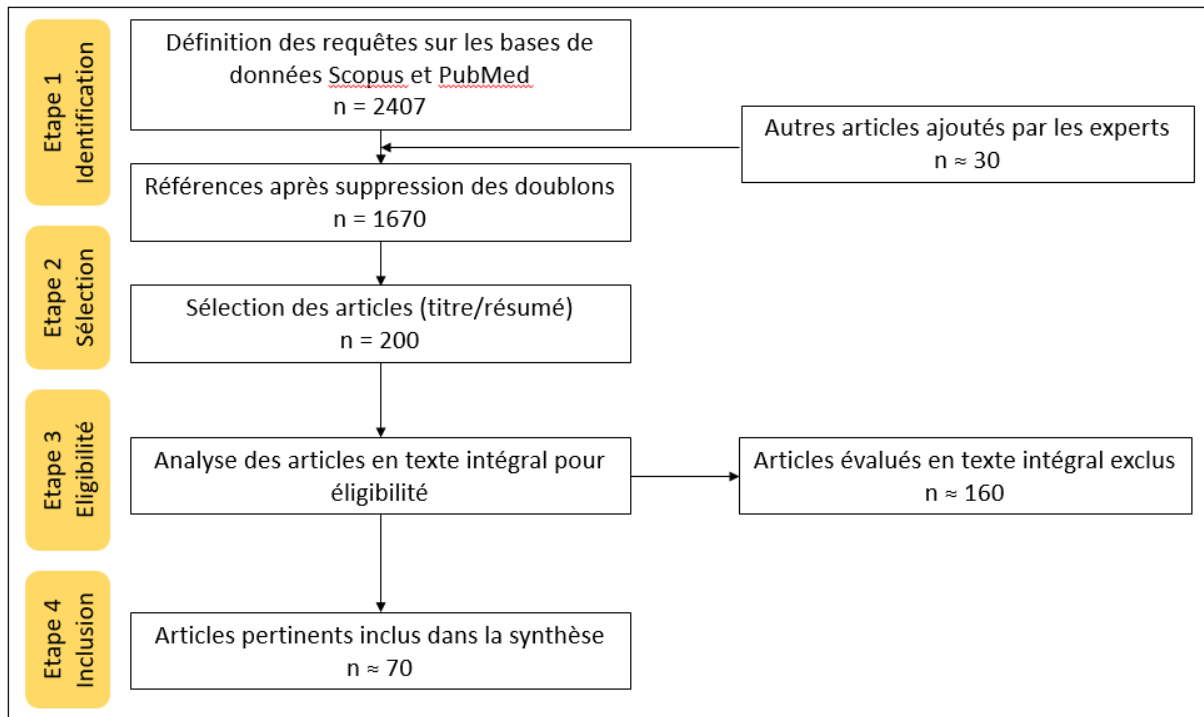 Etape 1
Identification
Définition des requêtes sur les bases de
données Scopus et PubMed
n = 2407
Autres articles ajoutés par les experts
n ≈ 30
Références après suppression des doublons
n = 1670
Etape 2
Sélection
Sélection des articles (titre/résumé)
n = 200
Etape 3
Eligibilité
Analyse des articles en texte intégral pour
éligibilité
Articles évalués en texte intégral exclus
n ≈ 160
Etape 4
Inclusion
Articles pertinents inclus dans la synthèse
n ≈ 70